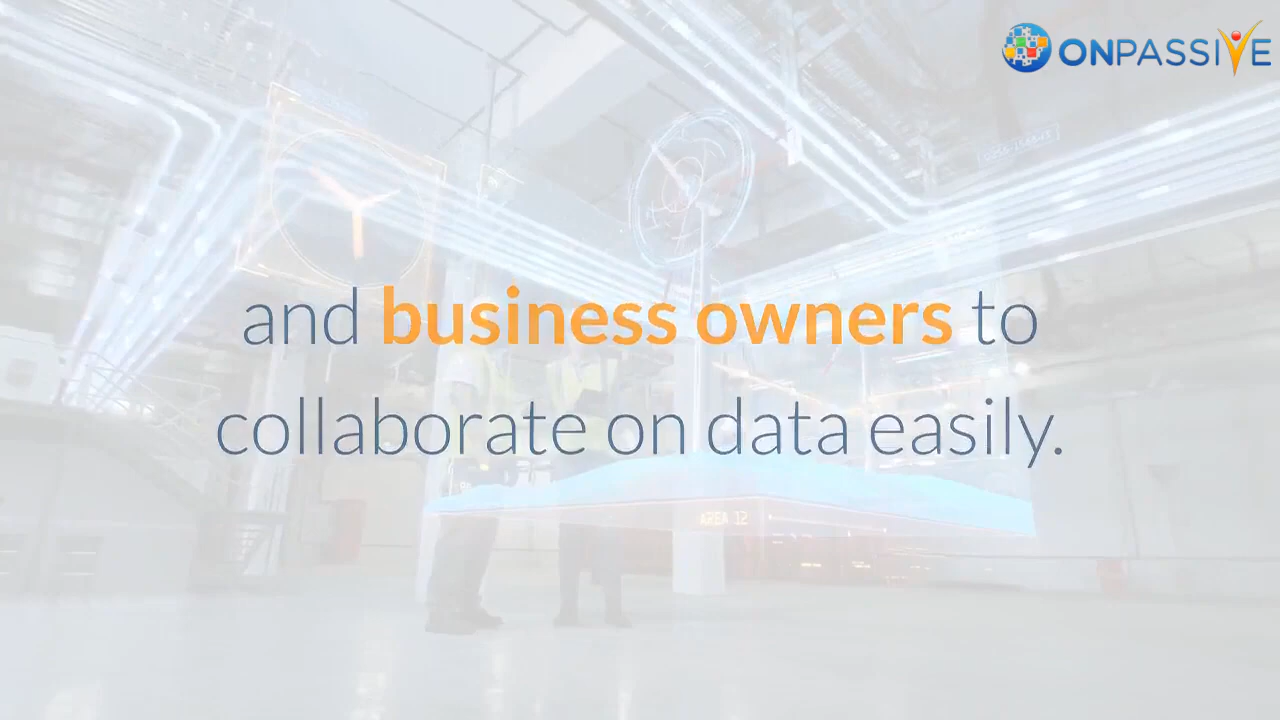 ONPASSIVE
and business owners to
collaborate on data easily.
AREA 12